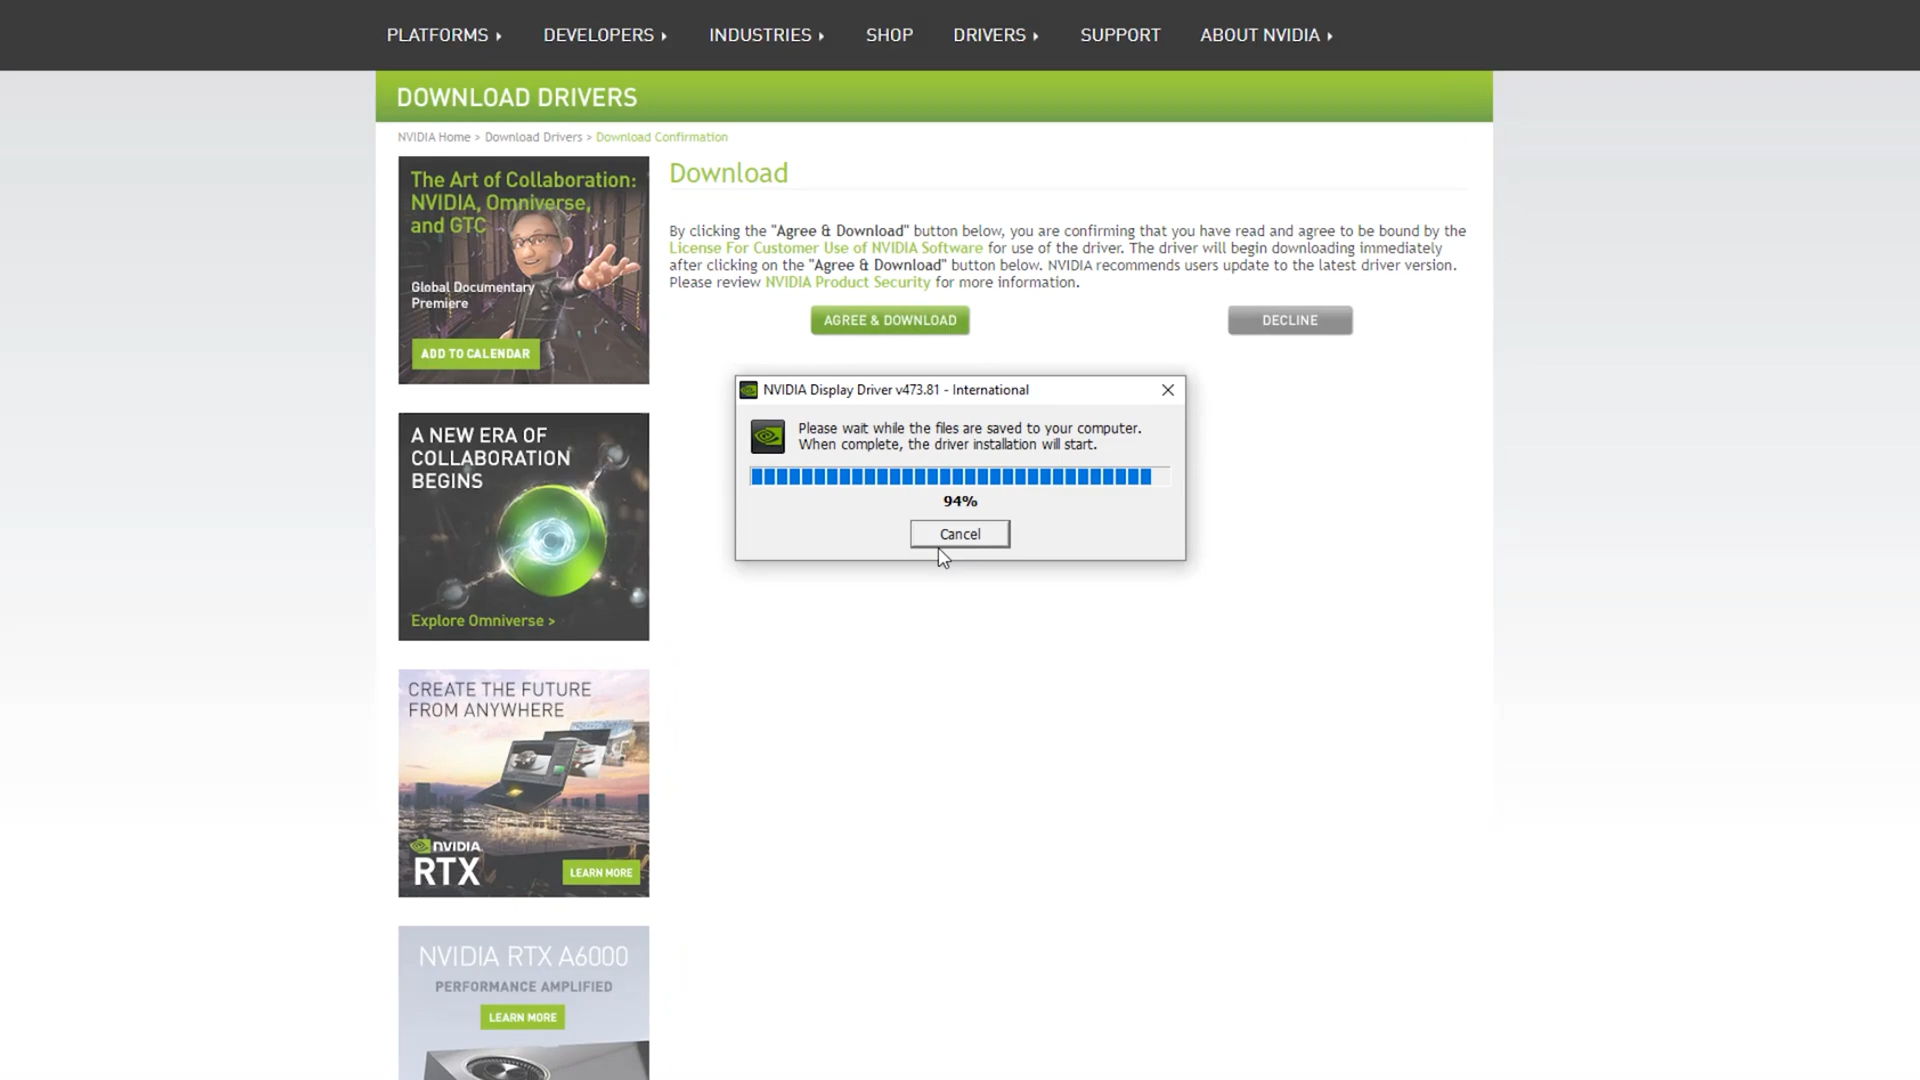 PLATFORMS DEVELOPERS INDUSTRIES SHOP DRIVERS SUPPORT ABOUT NVIDIA
DOWNLOAD DRIVERS
NVIDIA Home > Download Drivers > Download Confirmation
The Art of Collaboration:
NVIDIA, Omniverse,
and GTC
Global Documentary
Premiere
ADD TO CALENDAR
A NEW ERA OF
COLLABORATION
BEGINS
Explore Omniverse >
CREATE THE FUTURE
FROM ANYWHERE
NVIDIA
RTX
LEARN MORE
NVIDIA RTX A6000
PERFORMANCE AMPLIFIED
LEARN MORE
Download
By clicking the "Agree & Download" button below, you are confirming that you have read and agree to be bound by the
License For Customer Use of NVIDIA Software for use of the driver. The driver will begin downloading immediately
after clicking on the "Agree & Download" button below. NVIDIA recommends users update to the latest driver version.
Please review NVIDIA Product Security for more information.
AGREE & DOWNLOAD DECLINE
NVIDIA Display Driver v473.81 - International
Please wait while the files are saved to your computer.
When complete, the driver installation will start.
94%
Cancel